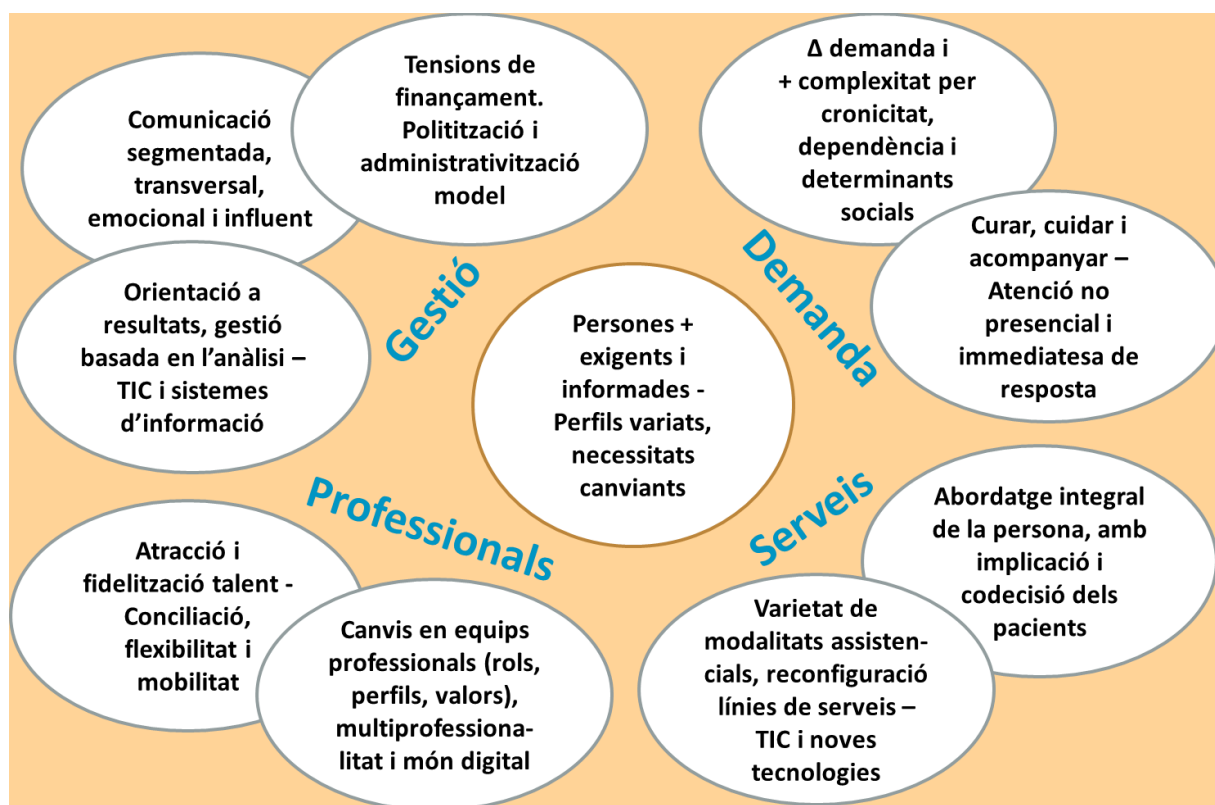 Comunicació
segmentada,
transversal,
emocional i influent
Tensions de
finançament.
Politització i
administrativització
model
Δ demanda i
+ complexitat per
cronicitat,
dependència i
determinants
socials
Curar, cuidar i
acompanyar –
Atenció no
presencial i
immediatesa de
resposta
Gestió
Demanda
Orientació a
resultats, gestió
basada en l’anàlisi –
TIC i sistemes
d’informació
Persones +
exigents i
informades -
Perfils variats,
necessitats
canviants
Professionals
Serveis
Atracció i
fidelització talent -
Conciliació,
flexibilitat i
mobilitat
Canvis en equips
professionals (rols,
perfils, valors),
multiprofessiona-
litat i món digital
Varietat de
modalitats assisten-
cials, reconfiguració
línies de serveis –
TIC i noves
tecnologies
Abordatge integral
de la persona, amb
implicació i
codecisió dels
pacients